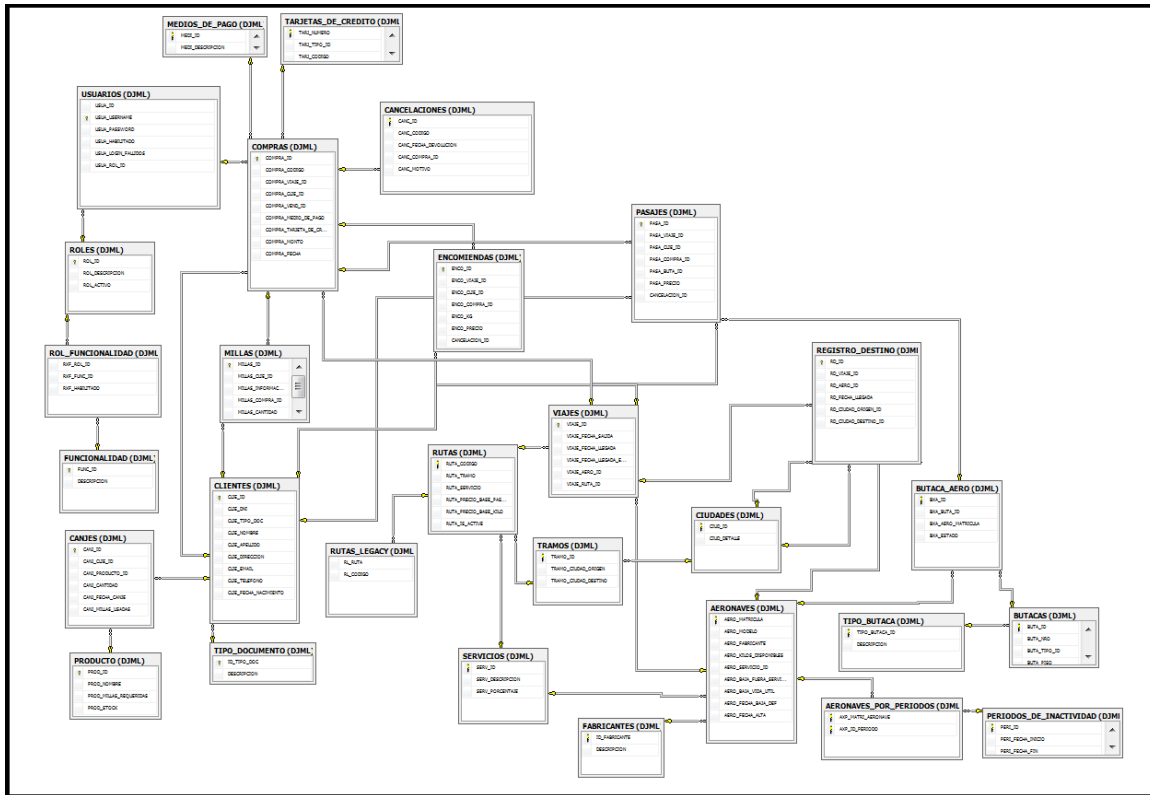 MEDIOS_DE_PAGO (DJML)
MEDI_ID
MEDI_DESCRIPCION
TARJETAS_DE_CREDITO (DJML)
TARJ_NUMERO
TARJ_TIPO_ID
TARJ_CODIGO
USUARIOS (DJML)
USUA_ID
USUA_USERNAME
USUA_PASSWORD
USUA_HABILITADO
USUA_LOGIN_FALLIDOS
USUA_ROL_ID
COMPRAS (DJML)
COMPRA_ID
COMPRA_CODIGO
COMPRA_VIAJE_ID
COMPRA_CLIE_ID
COMPRA_VEND_ID
COMPRA_MEDIO_DE_PAGO
COMPRA_TARJETA_DE_CR...
COMPRA_MONTO
COMPRA_FECHA
CANCELACIONES (DJML)
CANC_ID
CANC_CODIGO
CANC_FECHA_DEVOLUCION
CANC_COMPRA_ID
CANC_MOTIVO
PASAJES (DJML)
PASA_ID
PASA_VIAJE_ID
PASA_CLIE_ID
PASA_COMPRA_ID
PASA_BUTA_ID
PASA_PRECIO
CANCELACION_ID
ROLES (DJML)
ROL_ID
ROL_DESCRIPCION
ROL_ACTIVO
ENCOMIENDAS (DJML)
ENCO_ID
ENCO_VIAJE_ID
ENCO_CLIE_ID
ENCO_COMPRA_ID
ENCO_KG
ENCO_PRECIO
CANCELACION_ID
ROL_FUNCIONALIDAD (DJML)
RXF_ROL_ID
RXF_FUNC_ID
RXF_HABILITADO
MILLAS (DJML)
MILLAS_ID
MILLAS_CLIE_ID
MILLAS_INFORMAC...
MILLAS_COMPRA_ID
MILLAS_CANTIDAD
REGISTRO_DESTINO (DJML)
RD_ID
RD_VIAJE_ID
RD_AERO_ID
RD_FECHA_LLEGADA
RD_CIUDAD_ORIGEN_ID
RD_CIUDAD_DESTINO_ID
VIAJES (DJML)
VIAJE_ID
VIAJE_FECHA_SALIDA
VIAJE_FECHA_LLEGADA
VIAJE_FECHA_LLEGADA_E...
VIAJE_AERO_ID
VIAJE_RUTA_ID
FUNCIONALIDAD (DJML)
FUNC_ID
DESCRIPCION
RUTAS (DJML)
RUTA_CODIGO
RUTA_TRAMO
RUTA_SERVICIO
RUTA_PRECIO_BASE_PAS...
RUTA_PRECIO_BASE_KILO
RUTA_IS_ACTIVE
CLIENTES (DJML)
CLIE_ID
CLIE_DNI
CLIE_TIPO_DOC
CLIE_NOMBRE
CLIE_APELLIDO
CLIE_DIRECCION
CLIE_EMAIL
CLIE_TELEFONO
CLIE_FECHA_NACIMIENTO
BUTACA_AERO (DJML)
BXA_ID
BXA_BUTA_ID
BXA_AERO_MATRICULA
BXA_ESTADO
CIUDADES (DJML)
CIUD_ID
CIUD_DETALLE
CANJES (DJML)
CANJ_ID
CANJ_CLIE_ID
CANJ_PRODUCTO_ID
CANJ_CANTIDAD
CANJ_FECHA_CANJE
CANJ_MILLAS_USADAS
RUTAS_LEGACY (DJML)
RL_RUTA
RL_CODIGO
TRAMOS (DJML)
TRAMO_ID
TRAMO_CIUDAD_ORIGEN
TRAMO_CIUDAD_DESTINO
AERONAVES (DJML)
AERO_MATRICULA
AERO_MODELO
AERO_FABRICANTE
AERO_KILOS_DISPONIBLES
AERO_SERVICIO_ID
AERO_BAJA_FUERA_SERVI...
AERO_BAJA_VIDA_UTIL
AERO_FECHA_BAJA_DEF
AERO_FECHA_ALTA
TIPO_BUTACA (DJML)
TIPO_BUTACA_ID
DESCRIPCION
BUTACAS (DJML)
BUTA_ID
BUTA_NRO
BUTA_TIPO_ID
BUTA_PISO
PRODUCTO (DJML)
PROD_ID
PROD_NOMBRE
PROD_MILLAS_REQUERIDAS
PROD_STOCK
TIPO_DOCUMENTO (DJML)
ID_TIPO_DOC
DESCRIPCION
SERVICIOS (DJML)
SERV_ID
SERV_DESCRIPCION
SERV_PORCENTAJE
FABRICANTES (DJML)
ID_FABRICANTE
DESCRIPCION
AERONAVES_POR_PERIODOS (DJML)
AXP_MATRI_AERONAVE
AXP_ID_PERIODO
PERIODOS_DE_INACTIVIDAD (DJML)
PERI_ID
PERI_FECHA_INICIO
PERI_FECHA_FIN